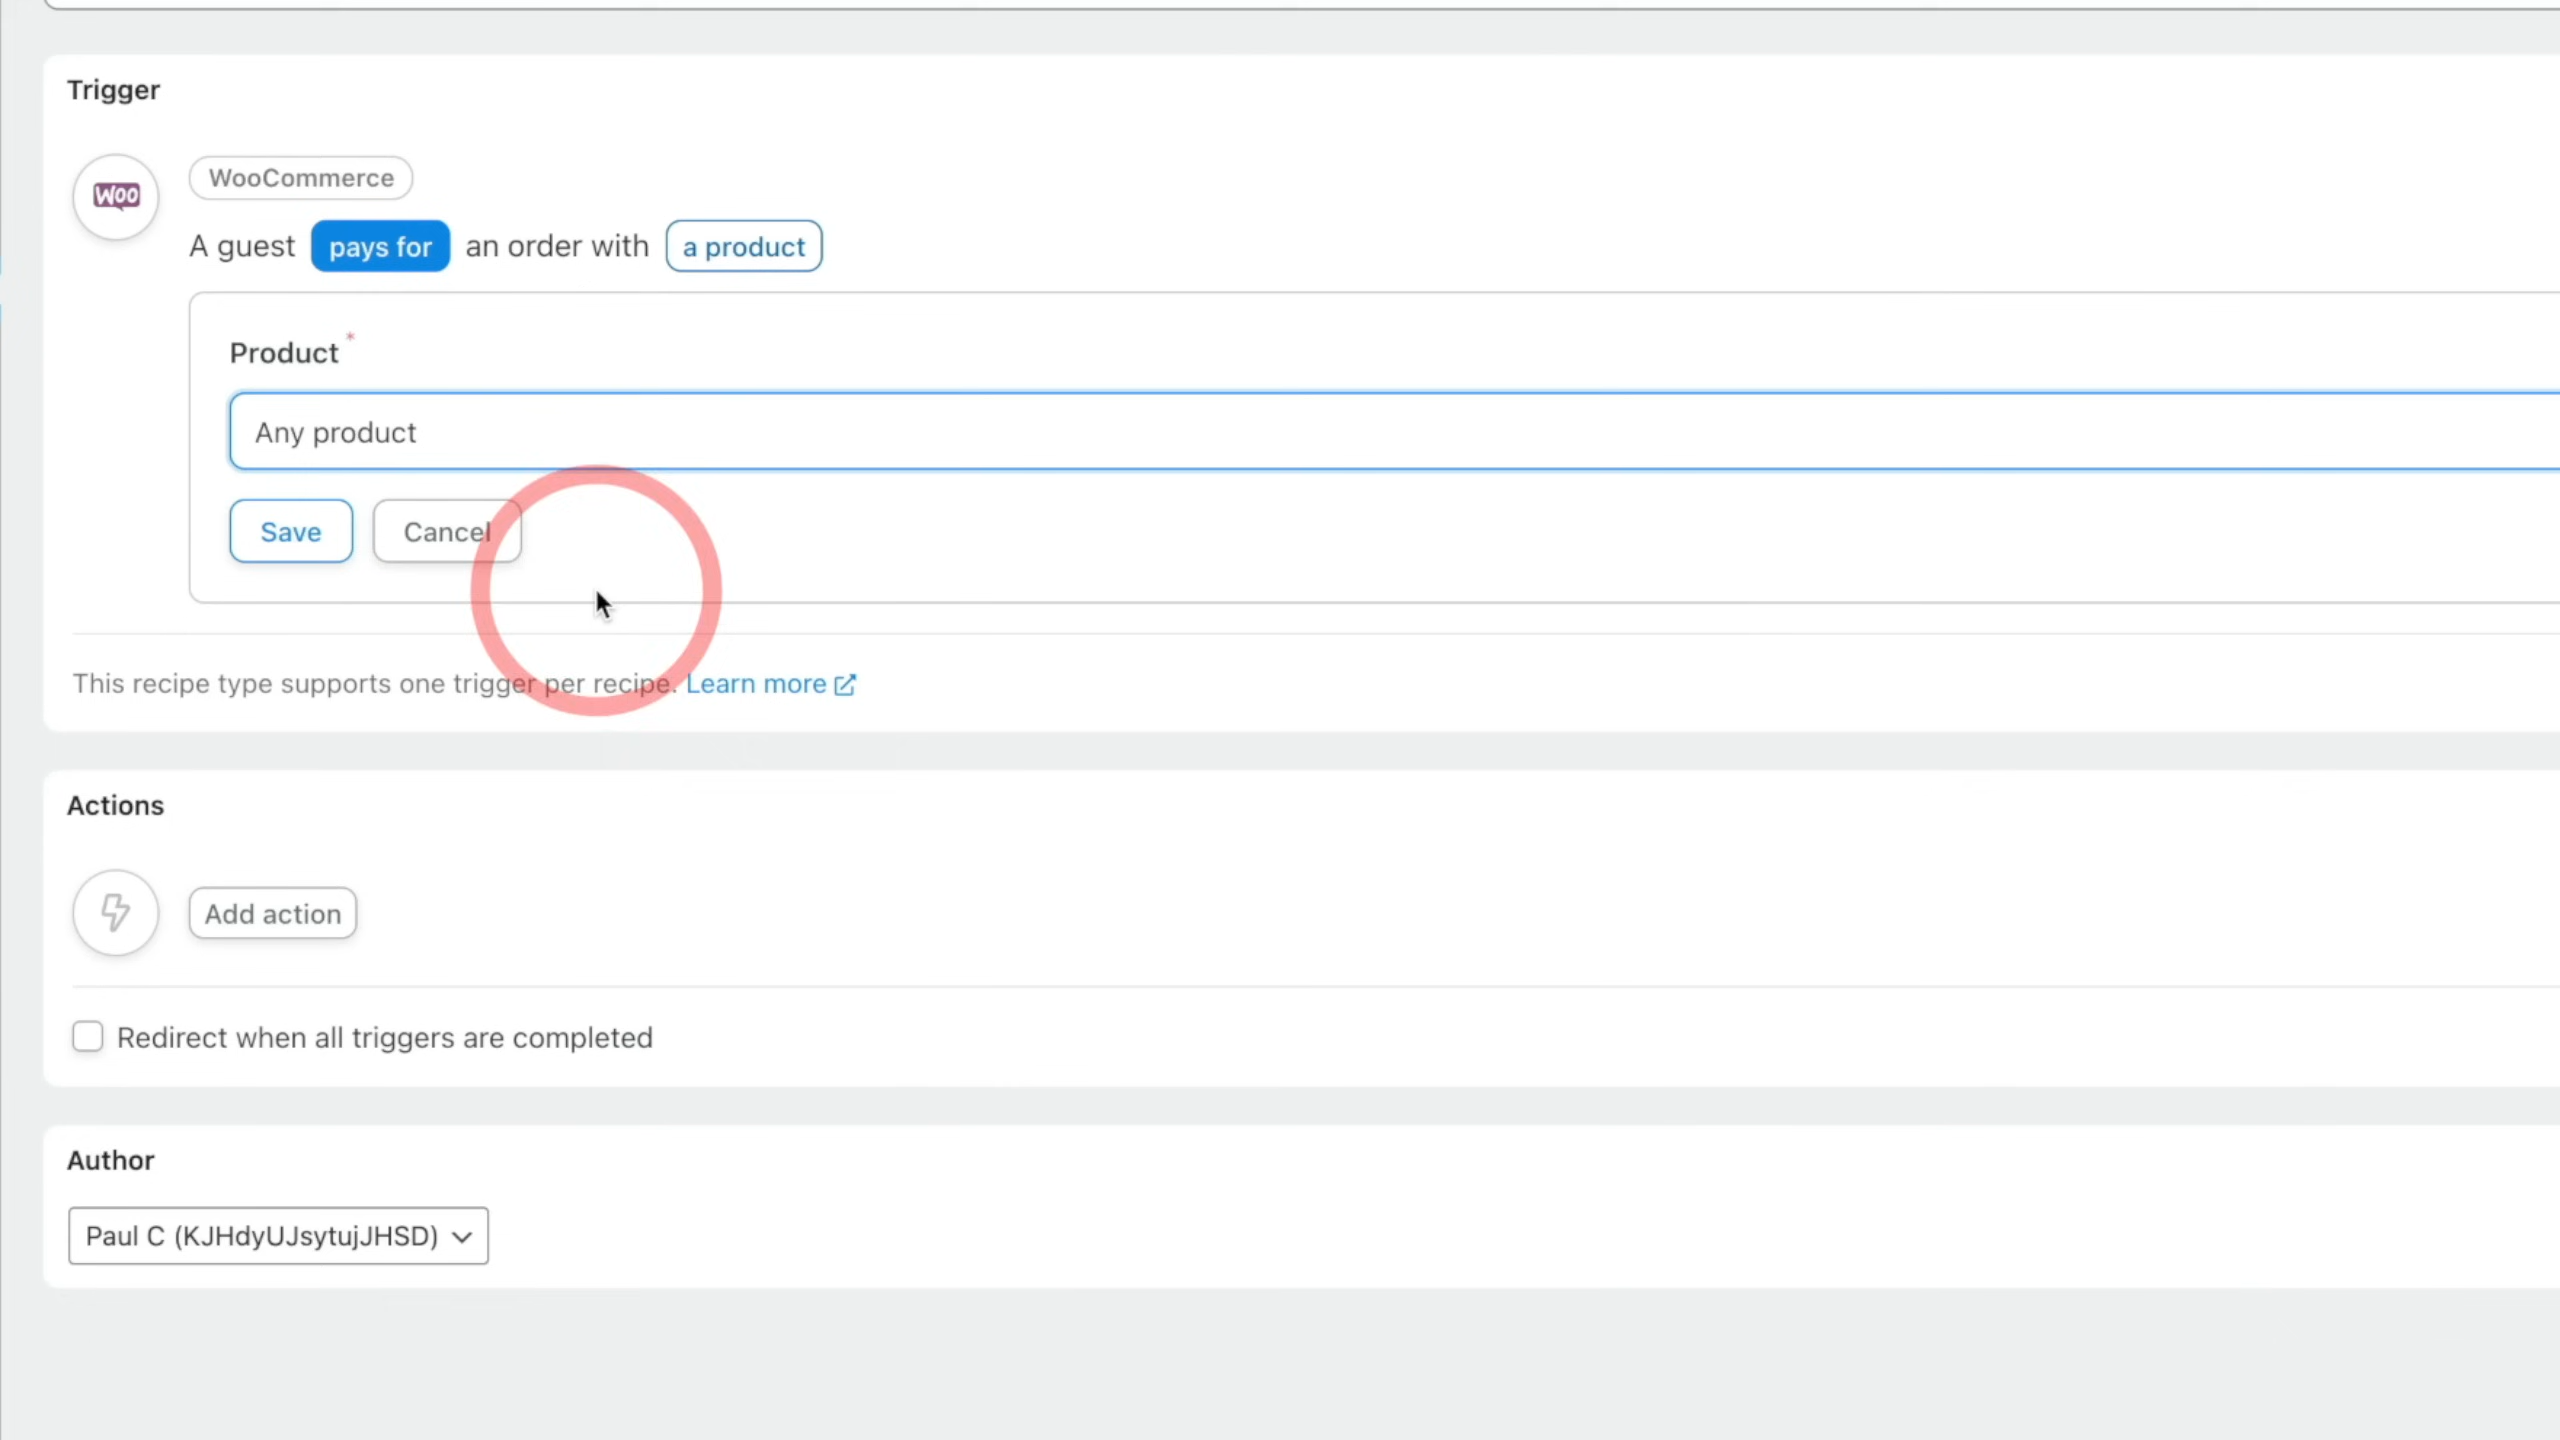 Trigger
Woo
WooCommerce
A guest pays for an order with a product
Product *
Any product
Save Cancel
This recipe type supports one trigger per recipe. Learn more
Actions
Add action
Redirect when all triggers are completed
Author
Paul C (KJHdyUJsytujJHSD)